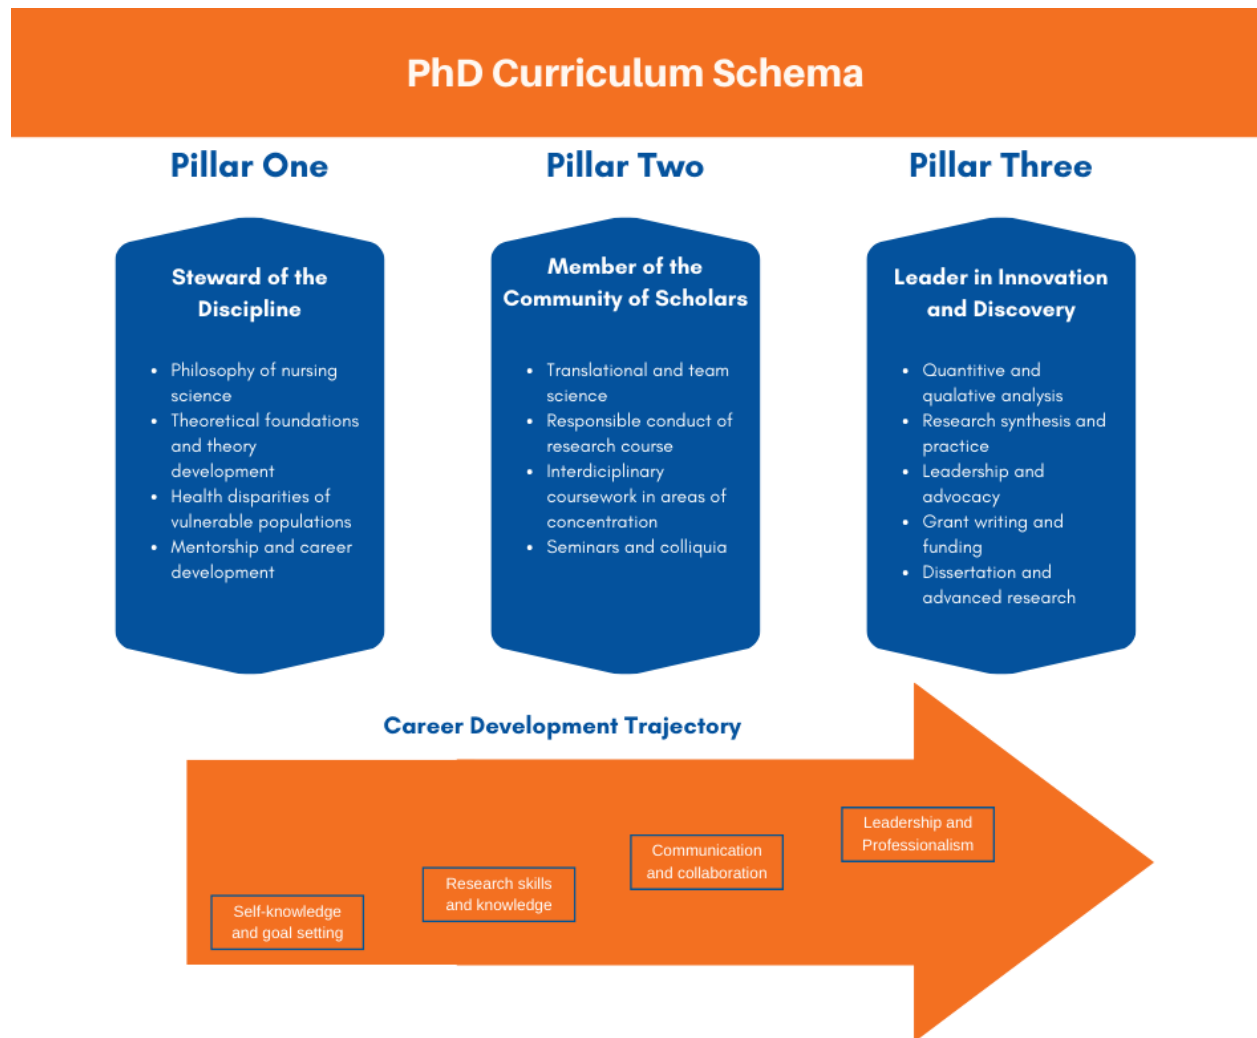 PhD Curriculum Schema
Pillar One
Steward of the
Discipline
• Philosophy of nursing
science
• Theoretical foundations
and theory
development
• Health disparities of
vulnerable populations
• Mentorship and career
development
Pillar Two
Member of the
Community of Scholars
• Translational and team
science
• Responsible conduct of
research course
• Interdiciplinary
coursework in areas of
concentration
• Seminars and colliquia
Pillar Three
Leader in Innovation
and Discovery
• Quantitive and
qualative analysis
• Research synthesis and
practice
• Leadership and
advocacy
• Grant writing and
funding
• Dissertation and
advanced research
Career Development Trajectory
Self-knowledge
and goal setting
Research skills
and knowledge
Communication
and collaboration
Leadership and
Professionalism